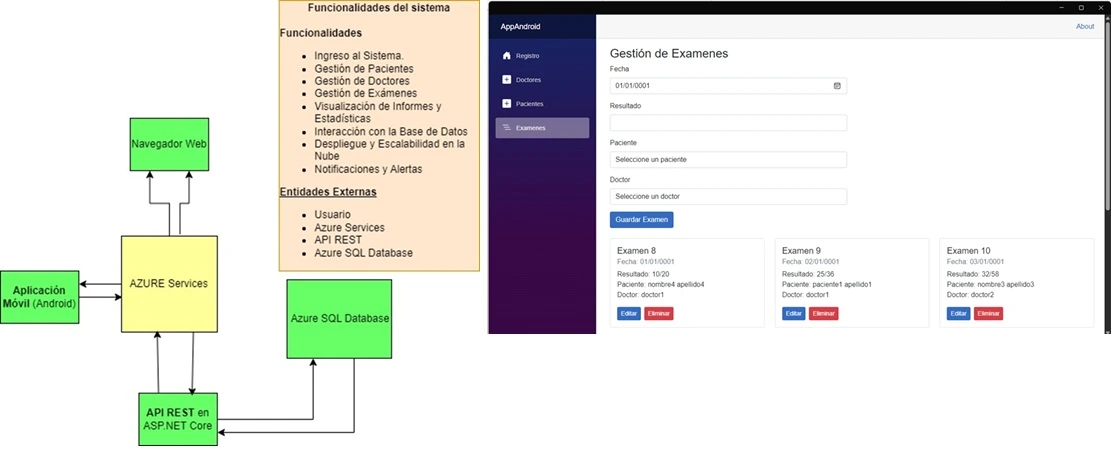 Funcionalidades del sistema
Funcionalidades
Ingreso al Sistema.
Gestión de Pacientes
Gestión de Doctores
Gestión de Exámenes
Visualización de Informes y
Estadísticas
Interacción con la Base de Datos
Despliegue y Escalabilidad en la
Nube
Notificaciones y Alertas
Entidades Externas
Usuario
Azure Services
API REST
Azure SQL Database
Navegador Web
AZURE Services
Aplicación
Móvil (Android)
Azure SQL Database
API REST en
ASP.NET Core
AppAndroid
About
Registro
Doctores
Pacientes
Examenes
Gestión de Examenes
Fecha
01/01/0001
Resultado
Paciente
Seleccione un paciente
Doctor
Seleccione un doctor
Guardar Examen
Examen 8
Fecha: 01/01/0001
Resultado: 10/20
Paciente: nombre4 apellido4
Doctor: doctor1
Editar Eliminar
Examen 9
Fecha: 02/01/0001
Resultado: 25/36
Paciente: paciente1 apellido1
Doctor: doctor1
Editar Eliminar
Examen 10
Fecha: 03/01/0001
Resultado: 32/58
Paciente: nombre3 apellido3
Doctor: doctor2
Editar Eliminar